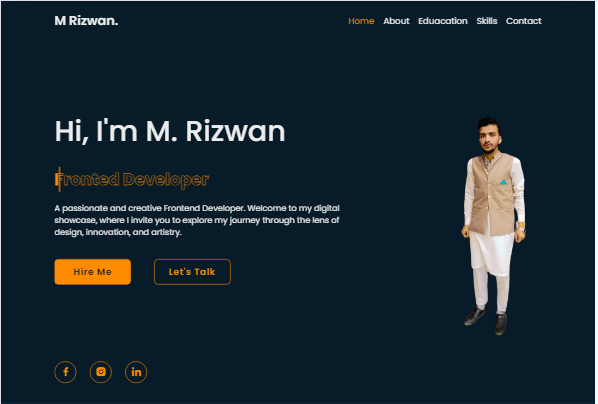 M Rizwan.
Home About Eduacation Skills Contact
Hi, I'm M. Rizwan
Fronted Developer
A passionate and creative Frontend Developer. Welcome to my digital
showcase, where I invite you to explore my journey through the lens of
design, innovation, and artistry.
Hire Me Let's Talk